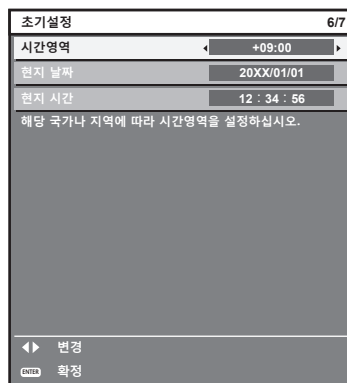 초기설정 6/7
시간영역 +09:00
현지 날짜 20XX/01/01
현지 시간 12 : 34 : 56
해당 국가나 지역에 따라 시간영역을 설정하십시오.
변경
ENTER 확정